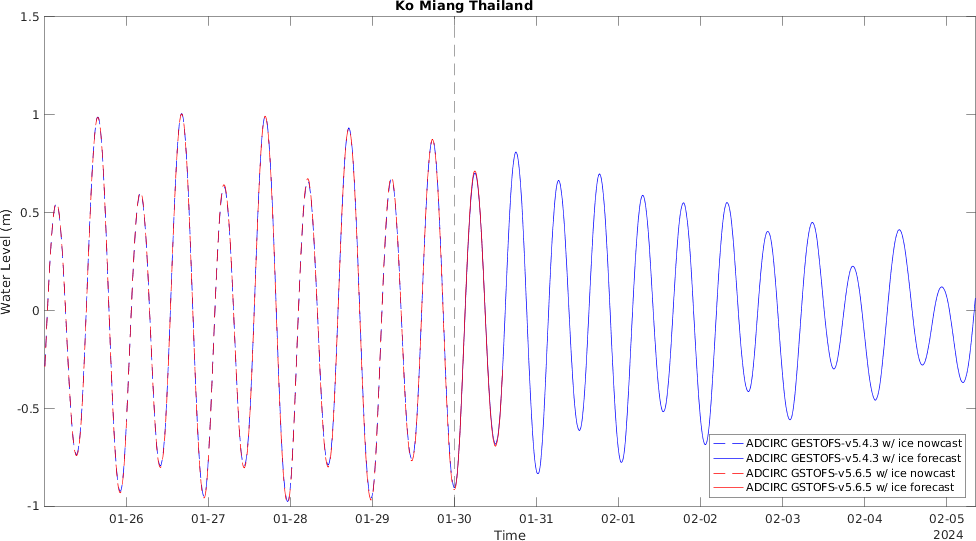 Ko Miang Thailand
1.5
1
0.5
0
-0.5
-1
Water Level (m)
01-26 01-27 01-28 01-29 01-30 01-31 02-01 02-02 02-03 02-04 02-05
2024
Time
ADCIRC GESTOFS-v5.4.3 w/ ice nowcast
ADCIRC GESTOFS-v5.4.3 w/ ice forecast
ADCIRC GSTOFS-v5.6.5 w/ ice nowcast
ADCIRC GSTOFS-v5.6.5 w/ ice forecast